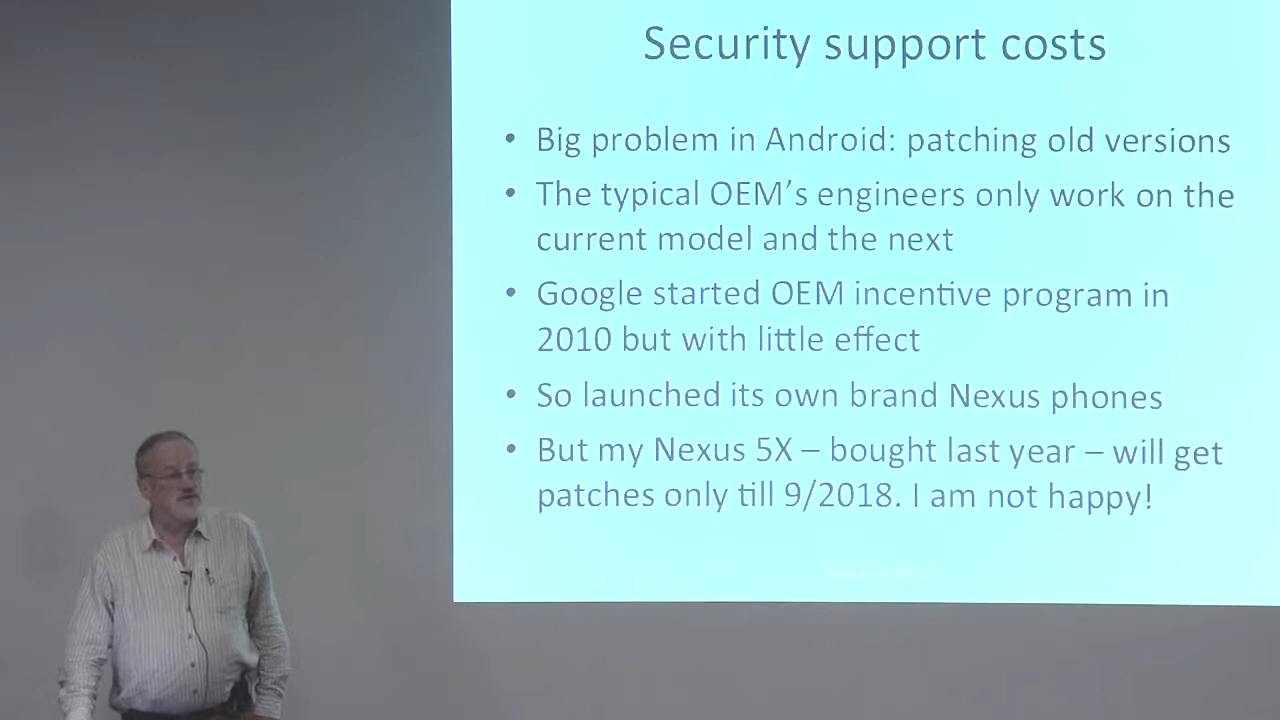 Security support costs
• Big problem in Android: patching old versions
• The typical OEM’s engineers only work on the
current model and the next
• Google started OEM incentive program in
2010 but with little effect
• So launched its own brand Nexus phones
• But my Nexus 5X – bought last year – will get
patches only till 9/2018. I am not happy!